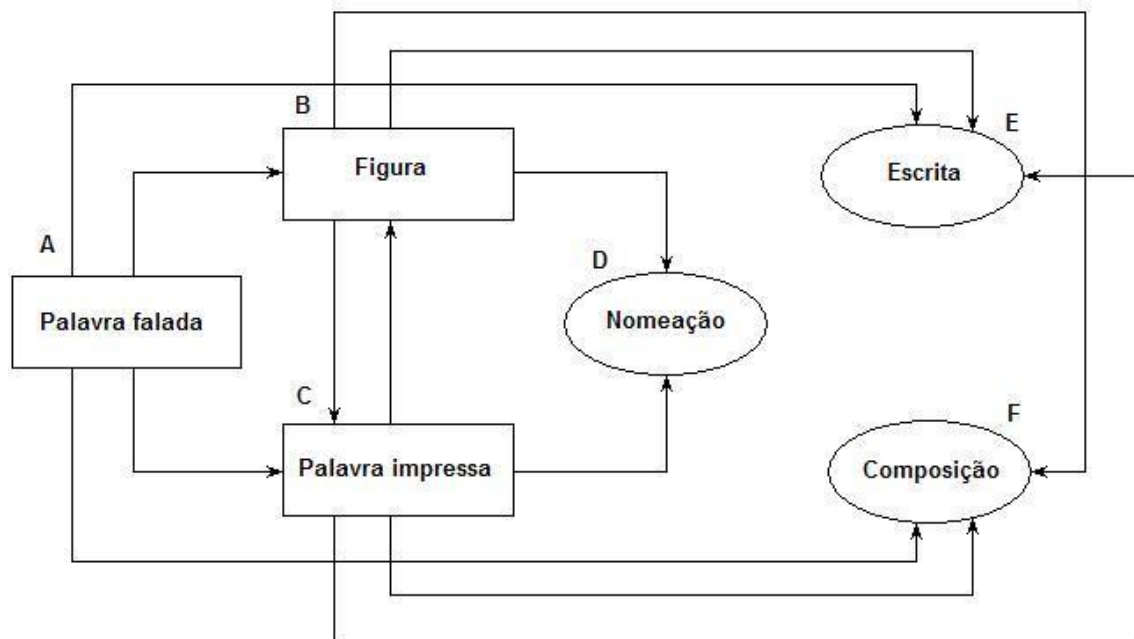 B
Figura
E
Escrita
A
Palavra falada
D
Nomeação
C
Palavra impressa
F
Composição